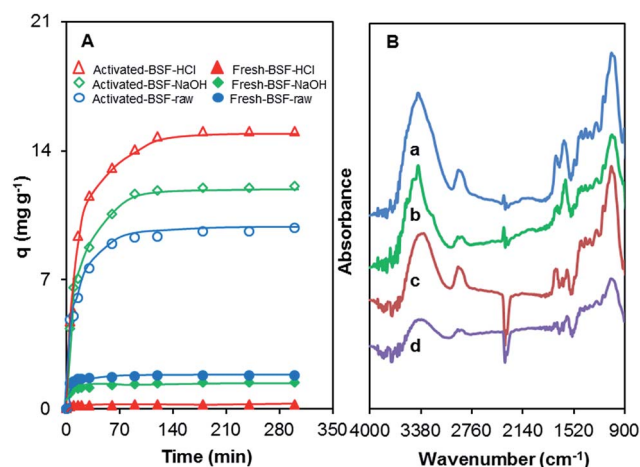 A
Activated-BSF-HCl
Fresh-BSF-HCl
Activated-BSF-NaOH
Fresh-BSF-NaOH
Activated-BSF-raw
Fresh-BSF-raw
21
14
7
0
q (mg g-1)
0
70
140
210
280
350
Time (min)
B
a
b
c
d
Absorbance
4000
3380
2760
2140
1520
900
Wavenumber (cm-1)